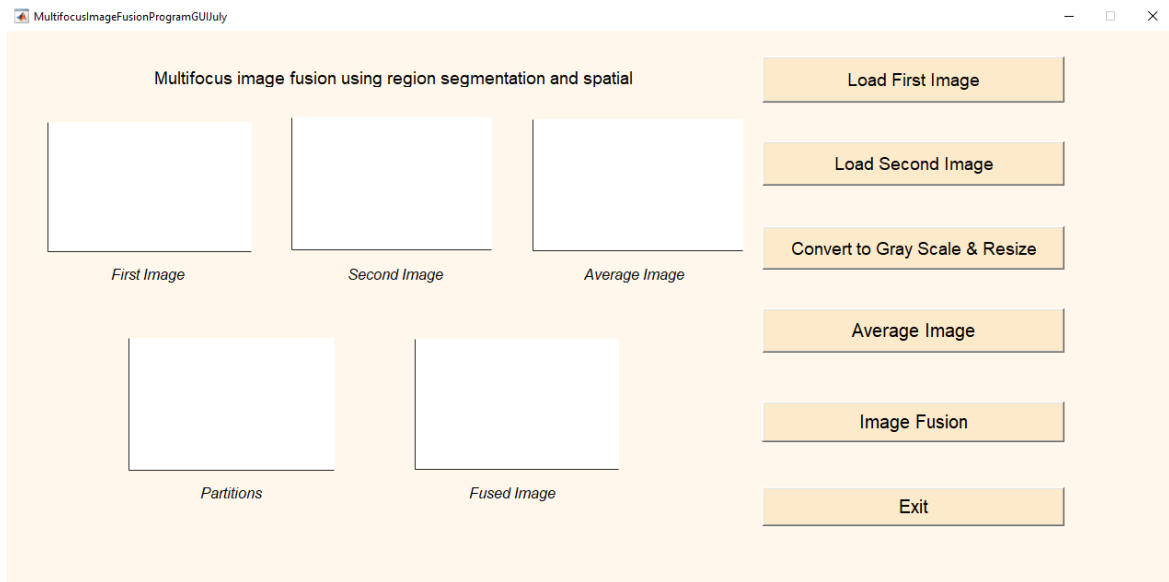 MultifocusImageFusionProgramGUIJuly
Multifocus image fusion using region segmentation and spatial
First Image
Second Image
Average Image
Partitions
Fused Image
Load First Image
Load Second Image
Convert to Gray Scale & Resize
Average Image
Image Fusion
Exit